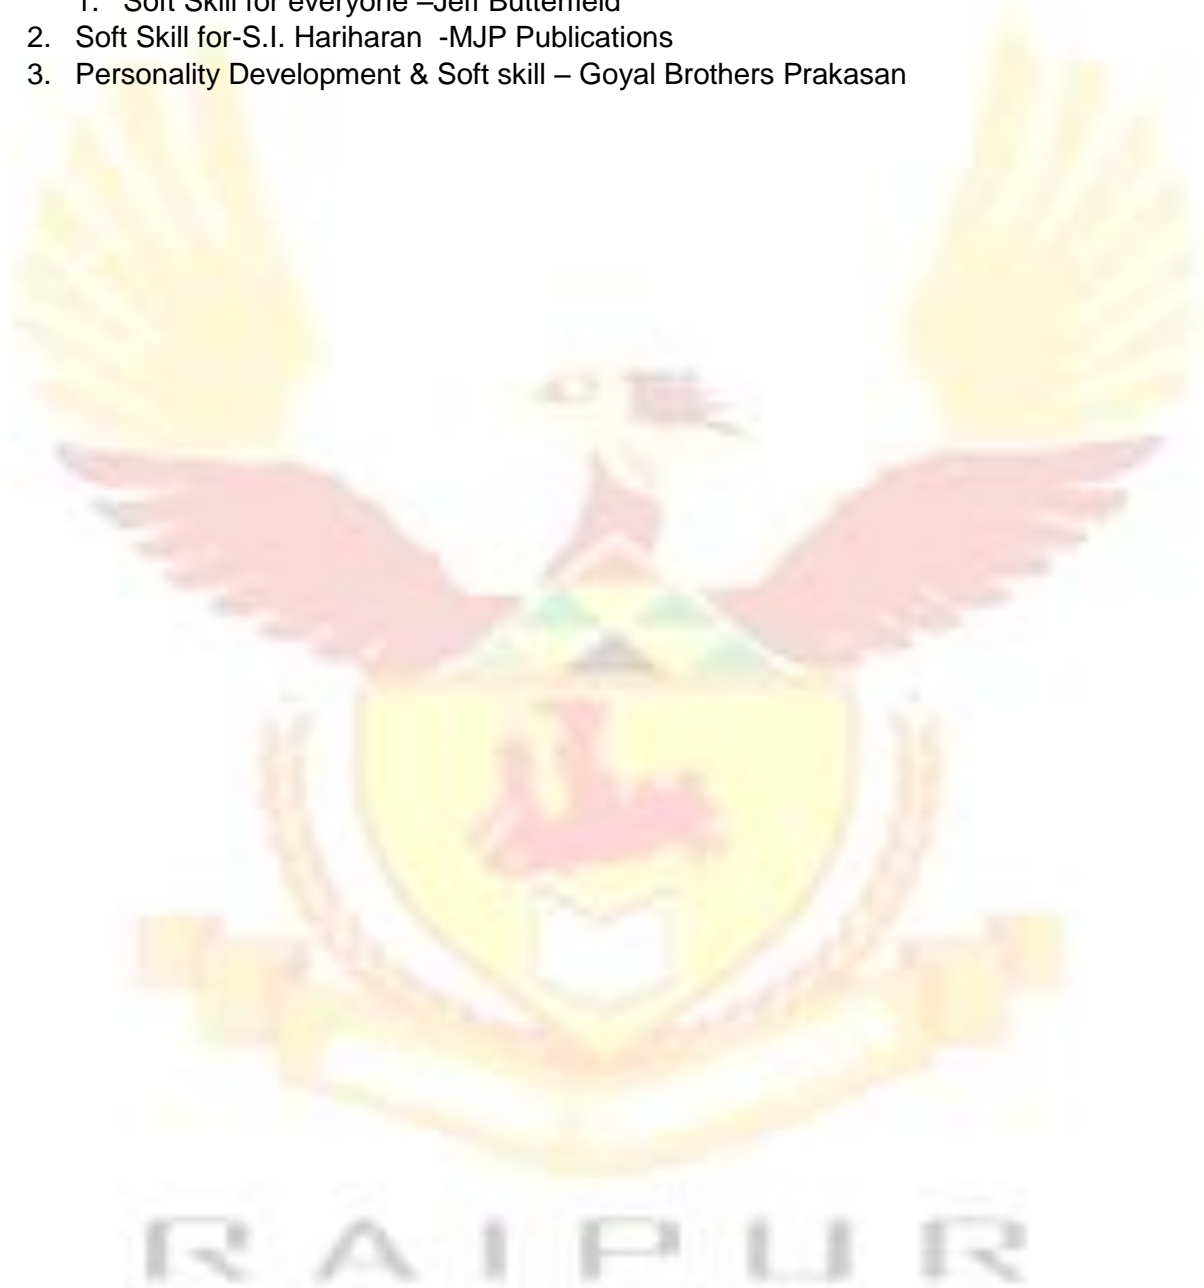 1. Soft Skill for everyone –Jeff Butterfield
2. Soft Skill for-S.I. Hariharan -MJP Publications
3. Personality Development & Soft skill – Goyal Brothers Prakasan
RAIPUR